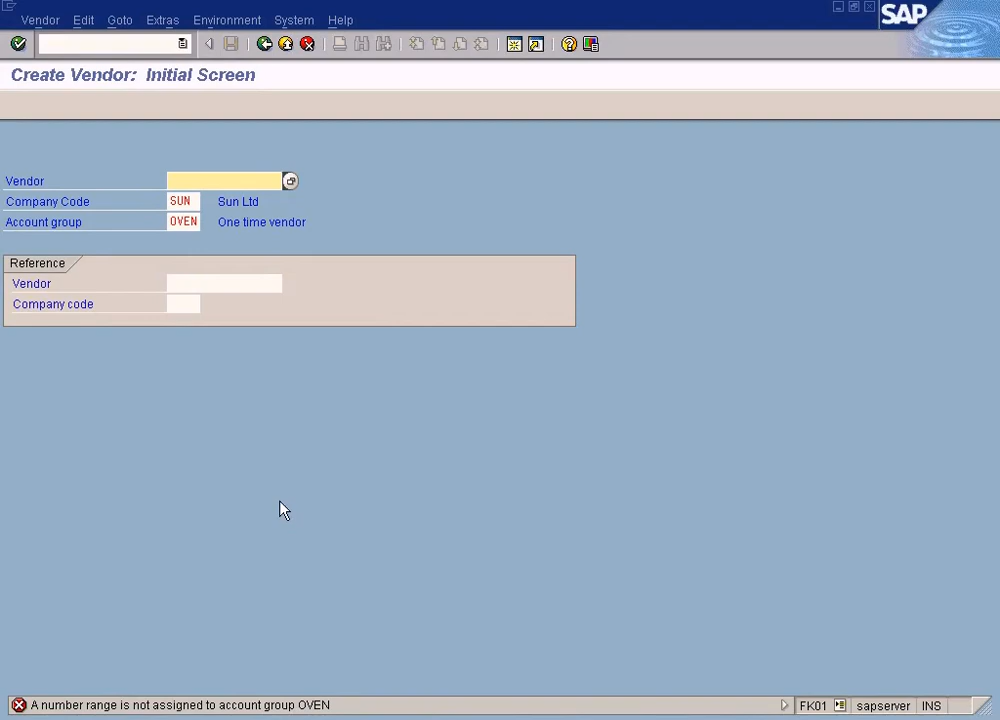 Vendor Edit Goto Extras Environment System Help
SAP
Create Vendor: Initial Screen
Vendor
Company Code SUN Sun Ltd
Account group OVEN One time vendor
Reference
Vendor
Company code
A number range is not assigned to account group OVEN
FK01 sapserver INS